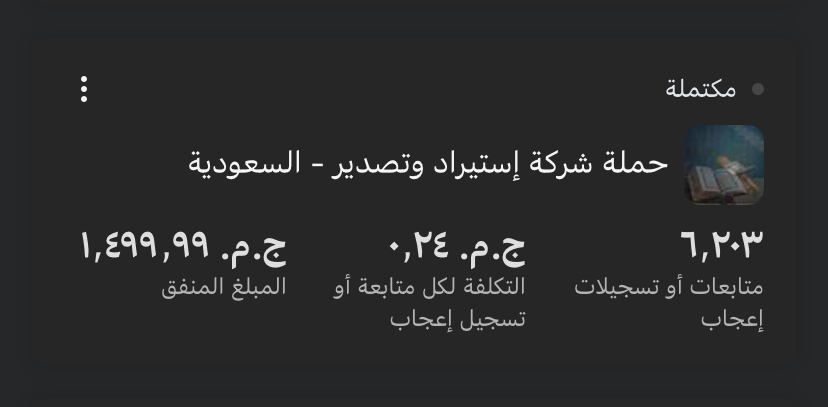 مكتملة
حملة شركة إستيراد وتصدير - السعودية
٦,٢٠٣
متابعات أو تسجيلات
إعجاب
ج.م. ٠,٢٤
التكلفة لكل متابعة أو
تسجيل إعجاب
ج.م. ١,٤٩٩,٩٩
المبلغ المنفق